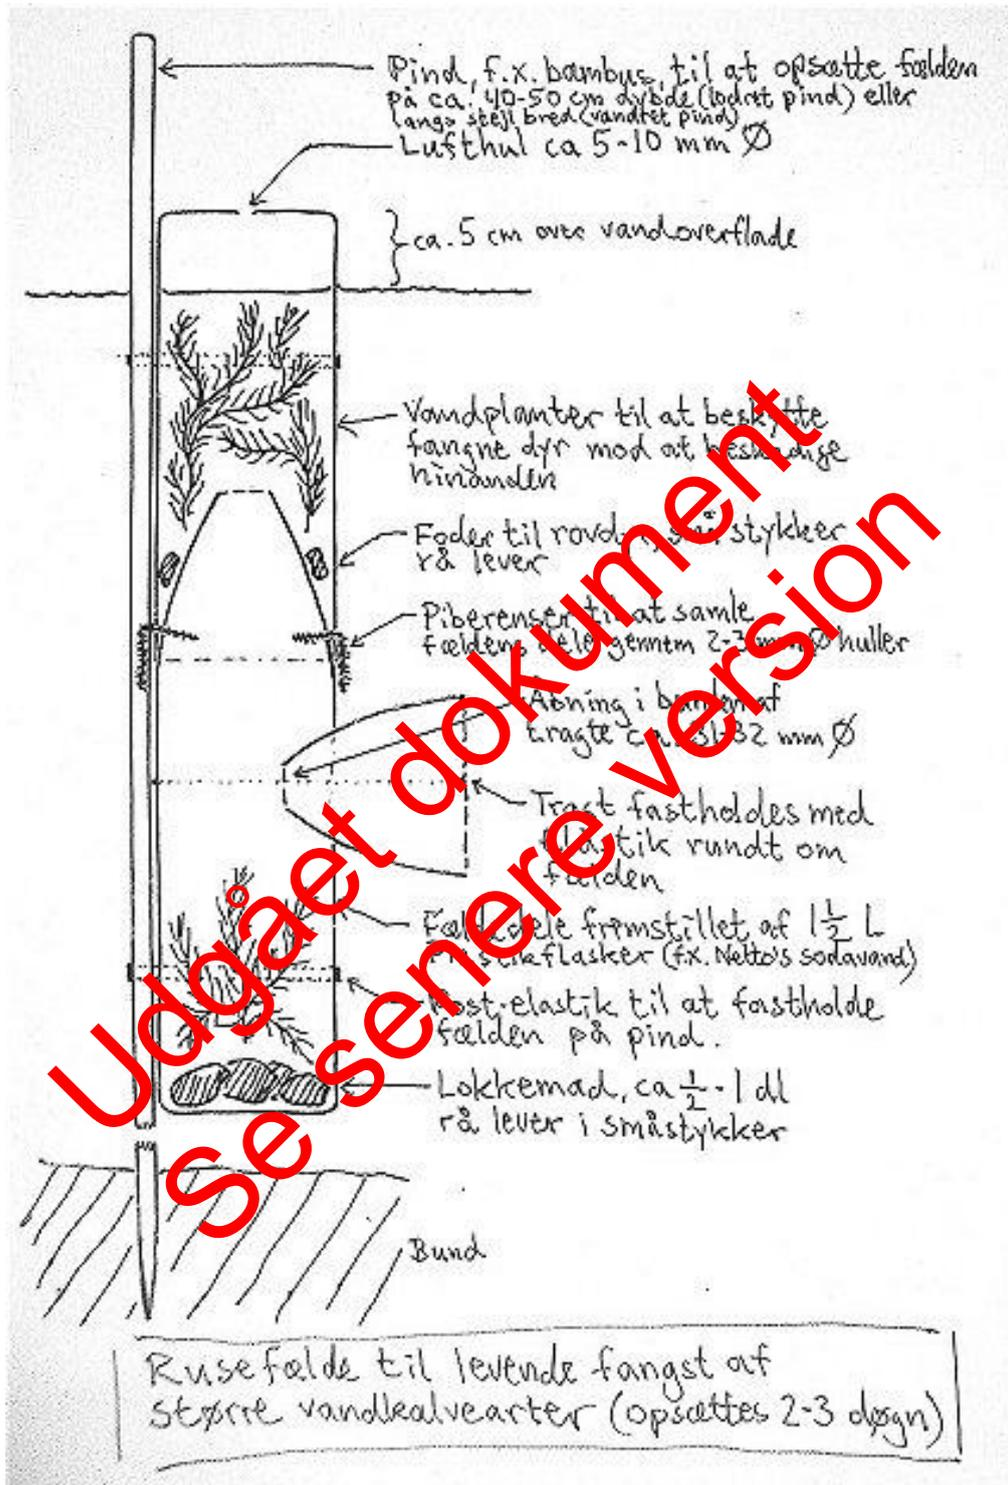 Pind, f.x. bambus, til at opsætte fælden
på ca. 40-50 cm dybde (lodret pind) eller
langs stejl bred (vandret pind)
Lufthul ca 5-10 mm Ø
ca. 5 cm over vandoverflade
Vandplanter til at beskytte
fangne dyr mod at beskadige
hinanden
Foder til små stykker
rå lever
Piberenser til at samle
fældens dele gennem 2-3 mm Ø huller
Åbning i bunden af
tragte ca. 31-32 mm Ø
Tragt fastholdes med
elastik rundt om
fælden
Fældedele fremstillet af 1½ L
Plastikflasker (fx. Netto's sodavand)
Post-elastik til at fastholde
fælden på pind.
Lokkemad, ca ½-1 dl
rå lever i småstykker
Bund
Rusefælde til levende fangst af
større vandkalvearter (opsættes 2-3 døgn)
Udgået dokument
Se senere version